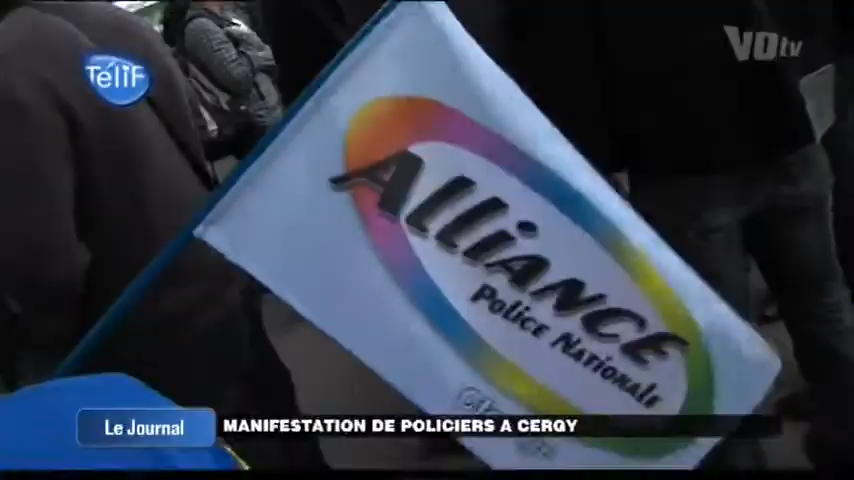 TéliF
VOtv
ALLiANCE
Police Nationale
Le Journal
MANIFESTATION DE POLICIERS A CERGY